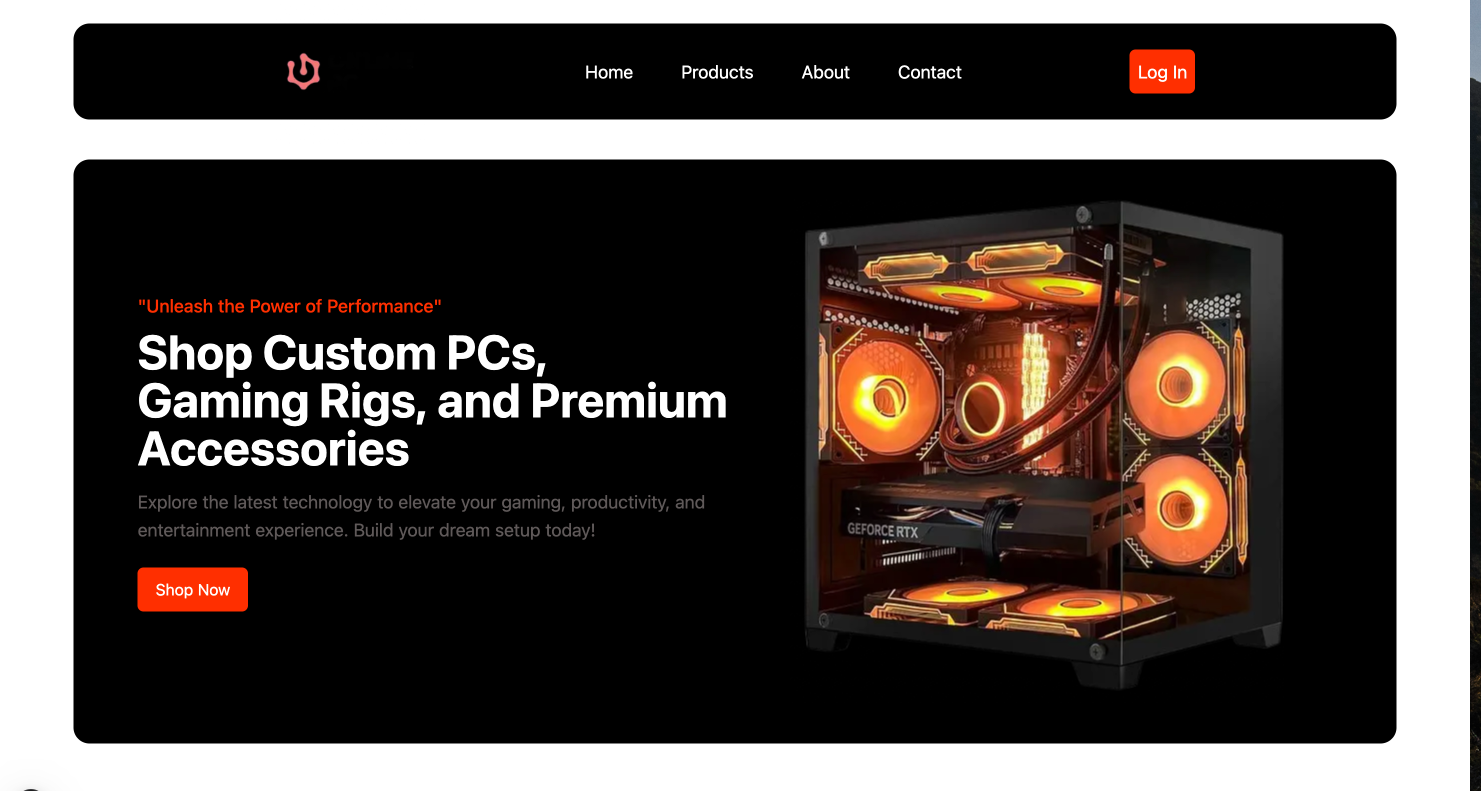 Home
Products
About
Contact
Log In
"Unleash the Power of Performance"
Shop Custom PCs,
Gaming Rigs, and Premium
Accessories
Explore the latest technology to elevate your gaming, productivity, and
entertainment experience. Build your dream setup today!
Shop Now
GEFORCE RTX